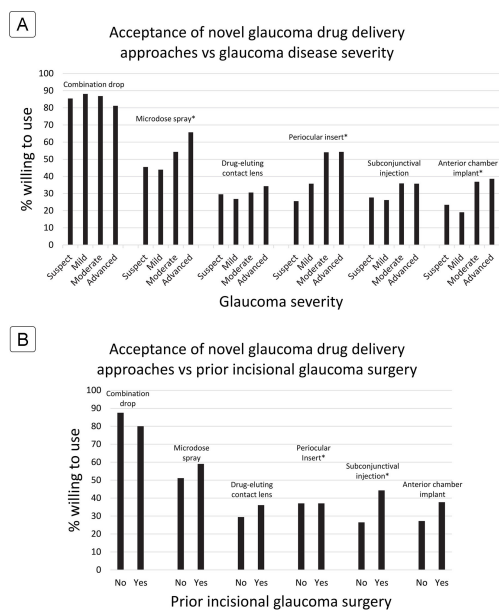 A
Acceptance of novel glaucoma drug delivery
approaches vs glaucoma disease severity
% willing to use
100
90
80
70
60
50
40
30
20
10
0
Combination drop
Microdose spray*
Drug-eluting
contact lens
Periocular insert*
Subconjunctival
injection
Anterior chamber
implant*
Suspect Mild Moderate Advanced Suspect Mild Moderate Advanced Suspect Mild Moderate Advanced Suspect Mild Moderate Advanced Suspect Mild Moderate Advanced Suspect Mild Moderate Advanced
Glaucoma severity
B
Acceptance of novel glaucoma drug delivery
approaches vs prior incisional glaucoma surgery
% willing to use
100
90
80
70
60
50
40
30
20
10
0
Combination
drop
Microdose
spray
Drug-eluting
contact lens
Periocular
Insert*
Subconjunctival
injection*
Anterior chamber
implant
No Yes No Yes No Yes No Yes No Yes No Yes
Prior incisional glaucoma surgery